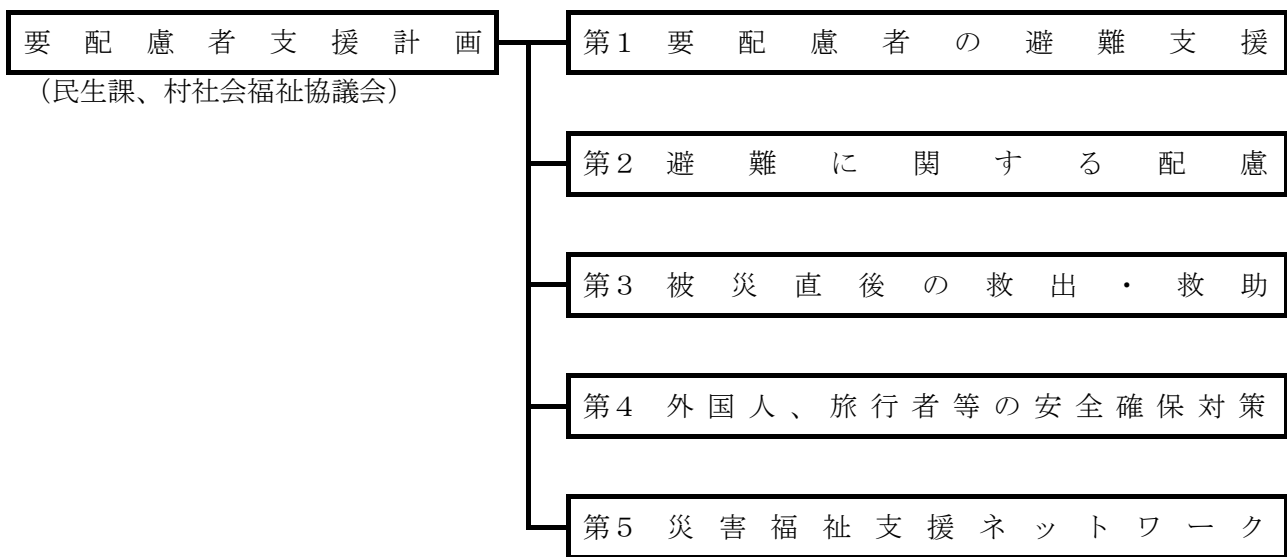 要配慮者支援計画
（民生課、村社会福祉協議会）
第１ 要配慮者の避難支援
第２ 避難に関する配慮
第３ 被災直後の救出・救助
第４ 外国人、旅行者等の安全確保対策
第５ 災害福祉支援ネットワーク